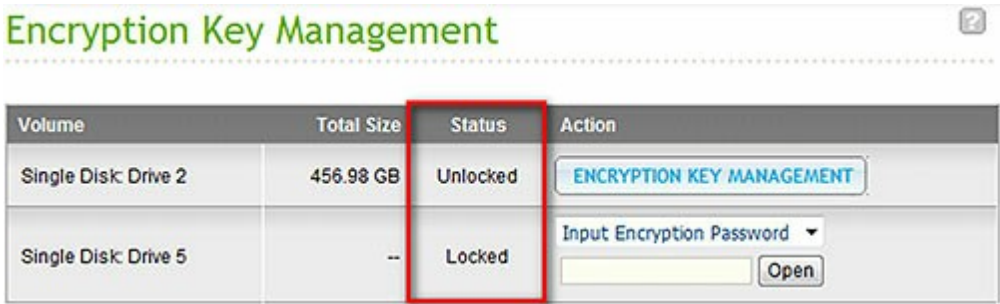 Encryption Key Management
?
Volume Total Size Status Action
Single Disk: Drive 2 456.98 GB Unlocked ENCRYPTION KEY MANAGEMENT
Single Disk: Drive 5 -- Locked Input Encryption Password
Open